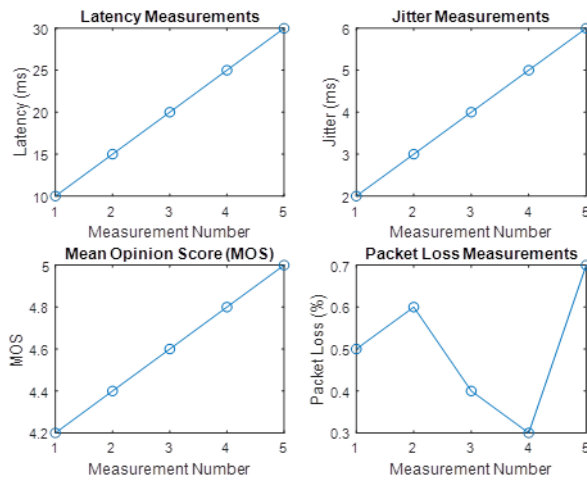 Latency Measurements
30
25
20
15
10
Latency (ms)
1 2 3 4 5
Measurement Number
Jitter Measurements
6
5
4
3
2
Jitter (ms)
1 2 3 4 5
Measurement Number
Mean Opinion Score (MOS)
5
4.8
4.6
4.4
4.2
MOS
1 2 3 4 5
Measurement Number
Packet Loss Measurements
0.7
0.6
0.5
0.4
0.3
Packet Loss (%)
1 2 3 4 5
Measurement Number